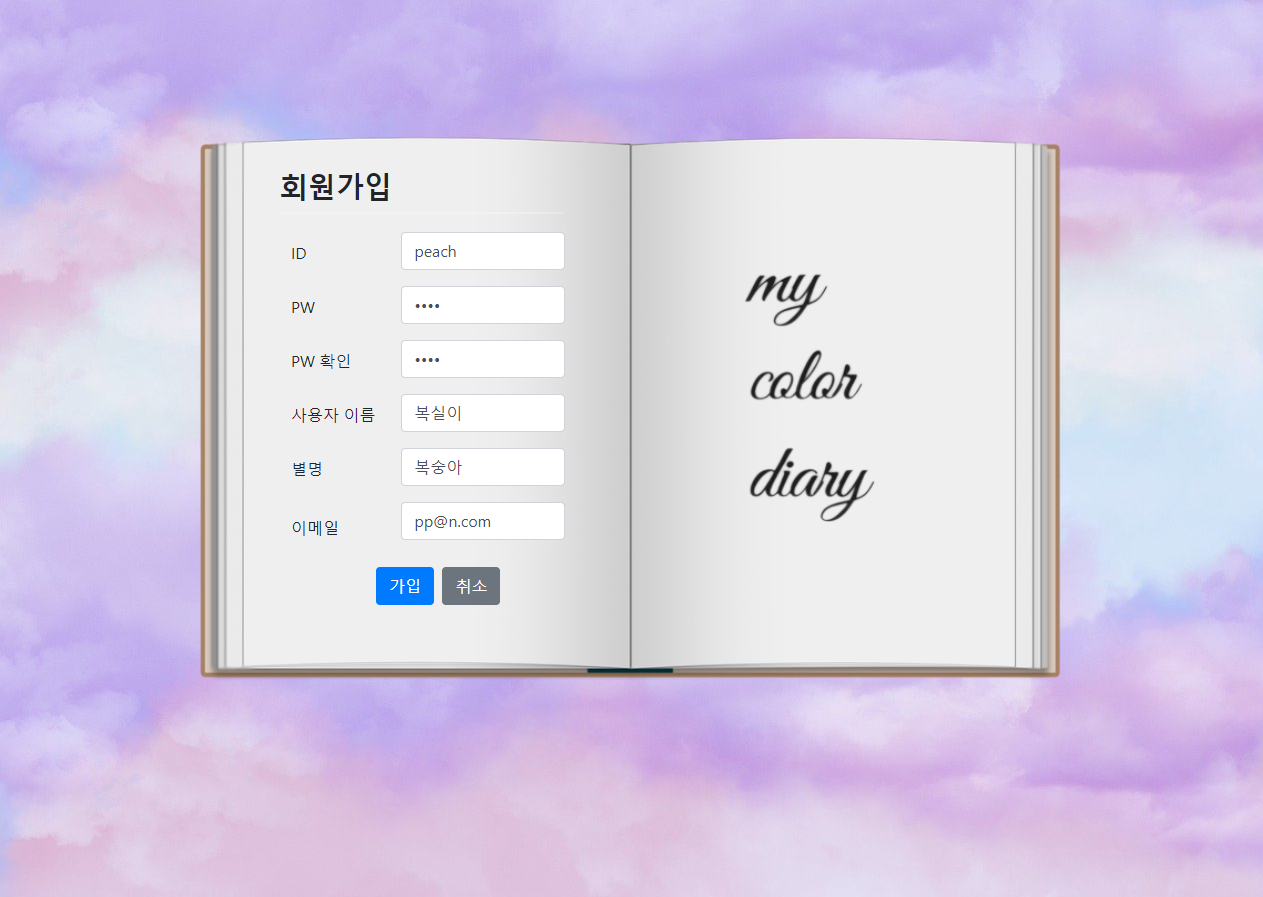 회원가입
ID peach
PW ••••
PW 확인 ••••
사용자 이름 복실이
별명 복숭아
이메일 pp@n.com
가입 취소
my
color
diary